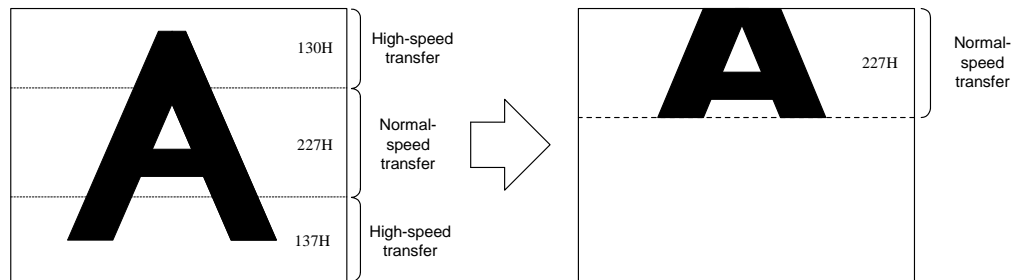 130H
High-speed
transfer
227H
Normal-
speed
transfer
137H
High-speed
transfer
A
227H
Normal-
speed
transfer
A